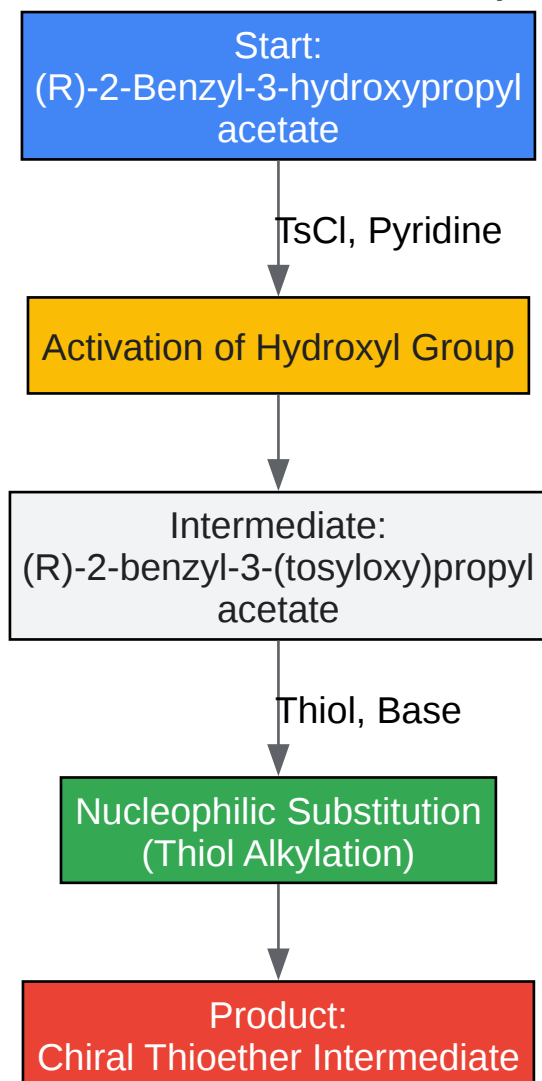 Start:
(R)-2-Benzyl-3-hydroxypropyl
acetate
TsCl, Pyridine
Activation of Hydroxyl Group
Intermediate:
(R)-2-benzyl-3-(tosyloxy)propyl
acetate
Thiol, Base
Nucleophilic Substitution
(Thiol Alkylation)
Product:
Chiral Thioether Intermediate